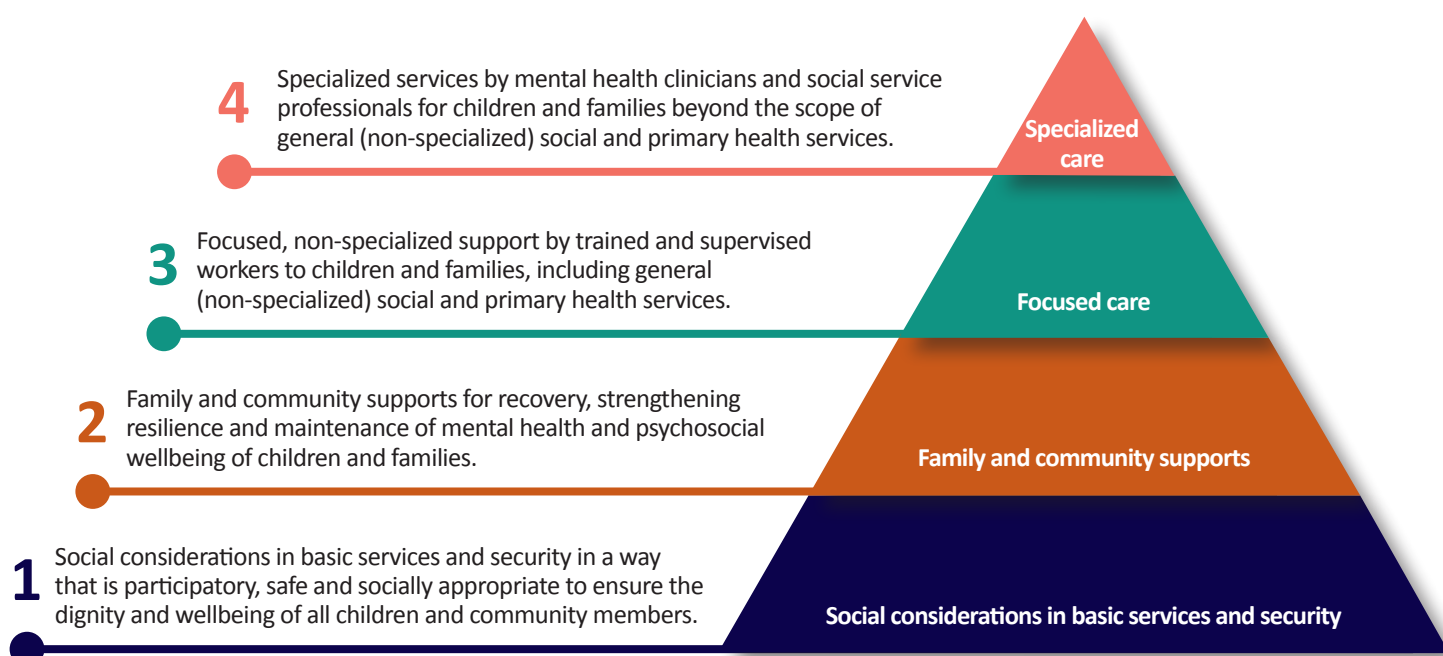 4
Specialized services by mental health clinicians and social service
professionals for children and families beyond the scope of
general (non-specialized) social and primary health services.
Specialized
care
3
Focused, non-specialized support by trained and supervised
workers to children and families, including general
(non-specialized) social and primary health services.
Focused care
2
Family and community supports for recovery, strengthening
resilience and maintenance of mental health and psychosocial
wellbeing of children and families.
Family and community supports
1
Social considerations in basic services and security in a way
that is participatory, safe and socially appropriate to ensure the
dignity and wellbeing of all children and community members.
Social considerations in basic services and security